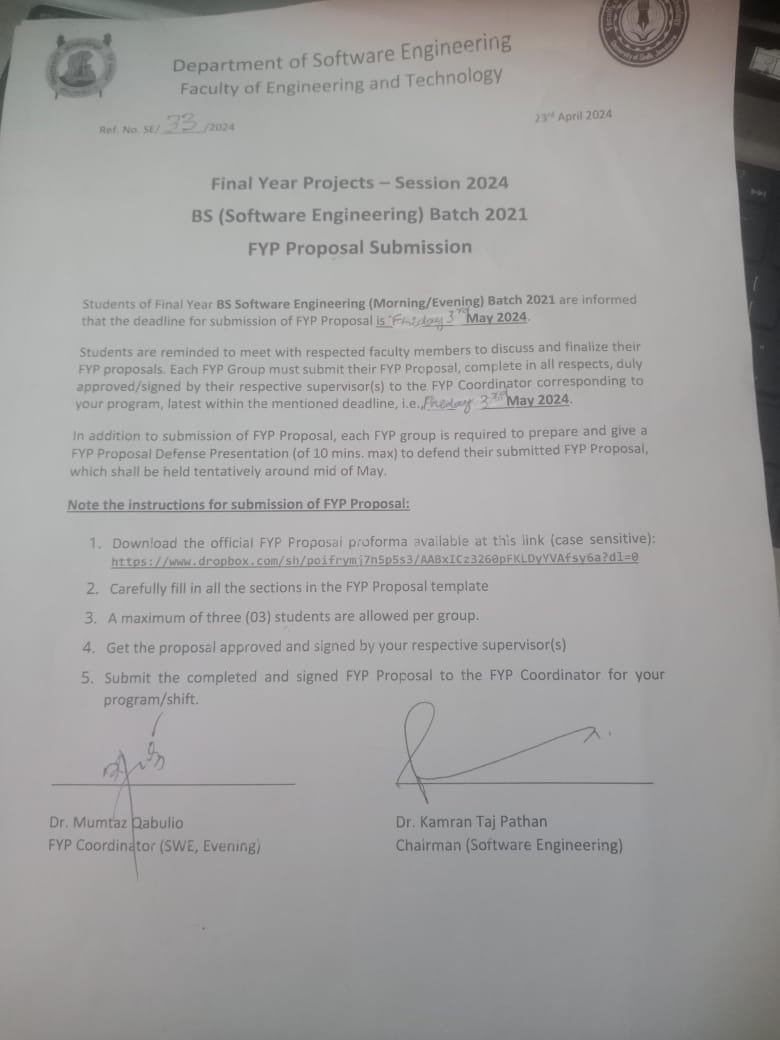 Department of Software Engineering
Faculty of Engineering and Technology
Ref. No. SE/ 33 /2024
23rd April 2024
Final Year Projects – Session 2024
BS (Software Engineering) Batch 2021
FYP Proposal Submission
Students of Final Year BS Software Engineering (Morning/Evening) Batch 2021 are informed
that the deadline for submission of FYP Proposal is Friday 3rd May 2024.
Students are reminded to meet with respected faculty members to discuss and finalize their
FYP proposals. Each FYP Group must submit their FYP Proposal, complete in all respects, duly
approved/signed by their respective supervisor(s) to the FYP Coordinator corresponding to
your program, latest within the mentioned deadline, i.e., May 2024.
In addition to submission of FYP Proposal, each FYP group is required to prepare and give a
FYP Proposal Defense Presentation (of 10 mins. max) to defend their submitted FYP Proposal,
which shall be held tentatively around mid of May.
Note the instructions for submission of FYP Proposal:
1. Download the official FYP Proposal proforma available at this link (case sensitive):
https://www.dropbox.com/sh/poifrymj7n5p5s3/AABxICz3260pFKLDyYVAfsy6a?dl=0
2. Carefully fill in all the sections in the FYP Proposal template
3. A maximum of three (03) students are allowed per group.
4. Get the proposal approved and signed by your respective supervisor(s)
5. Submit the completed and signed FYP Proposal to the FYP Coordinator for your
program/shift.
Dr. Mumtaz Qabulio
FYP Coordinator (SWE, Evening)
Dr. Kamran Taj Pathan
Chairman (Software Engineering)